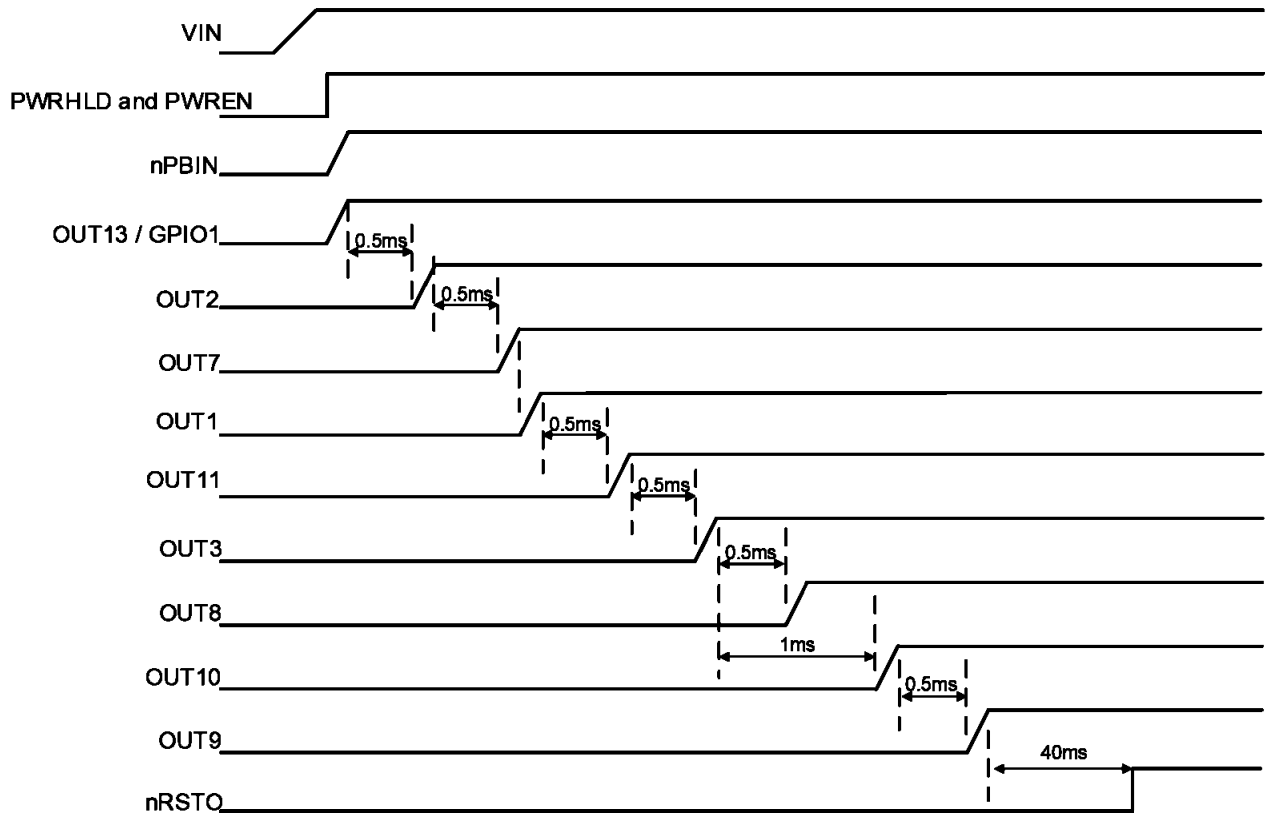 VIN
PWRHLD and PWREN
nPBIN
OUT13 / GPIO1
0.5ms
OUT2
0.5ms
OUT7
OUT1
0.5ms
OUT11
0.5ms
OUT3
0.5ms
OUT8
1ms
OUT10
0.5ms
OUT9
40ms
nRSTO